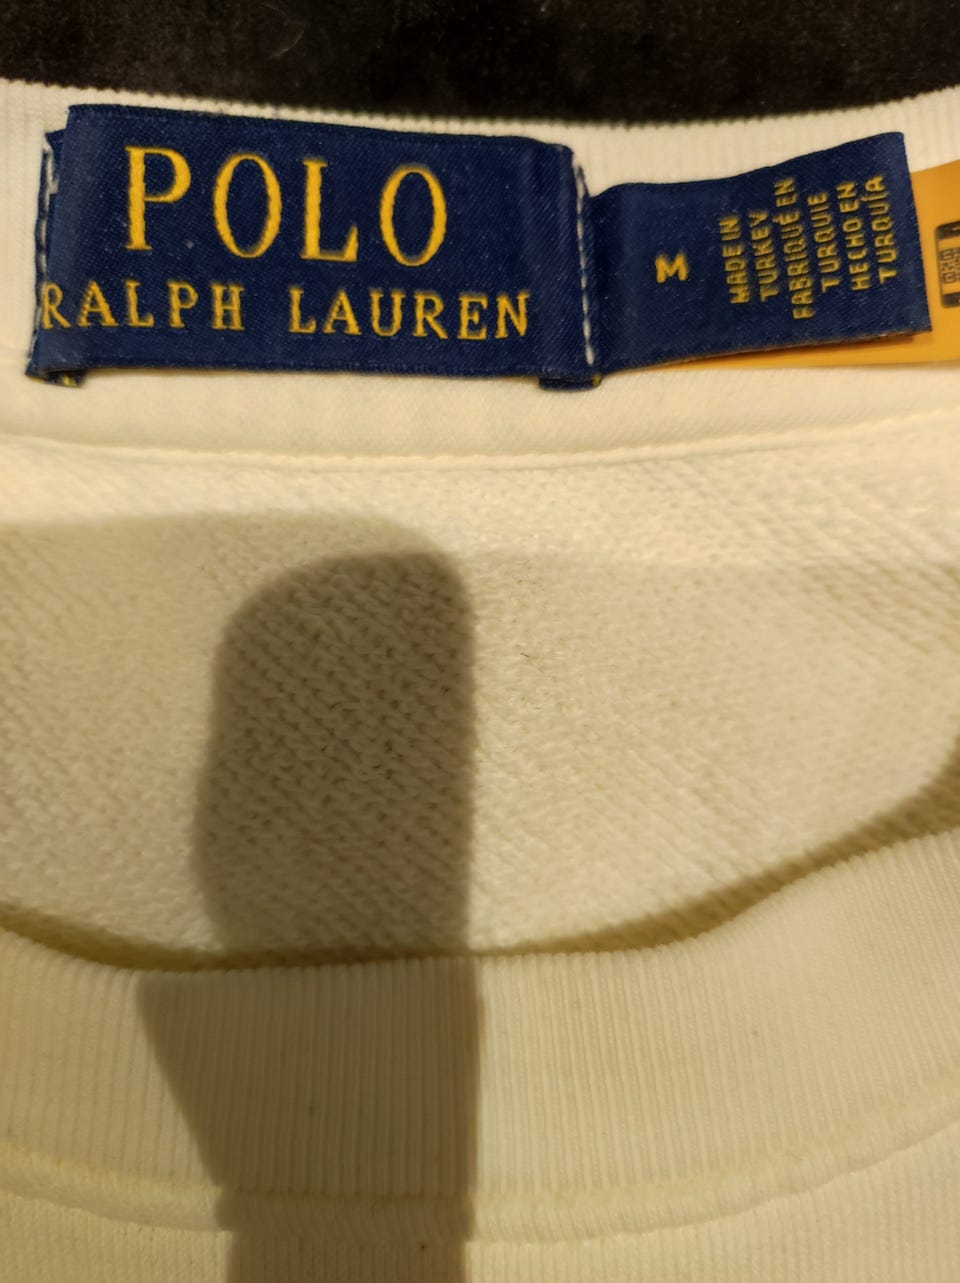 POLO
RALPH LAUREN
M
MADE IN
TURKEY
FABRIQUÉ EN
TURQUIE
HECHO EN
TURQUÍA